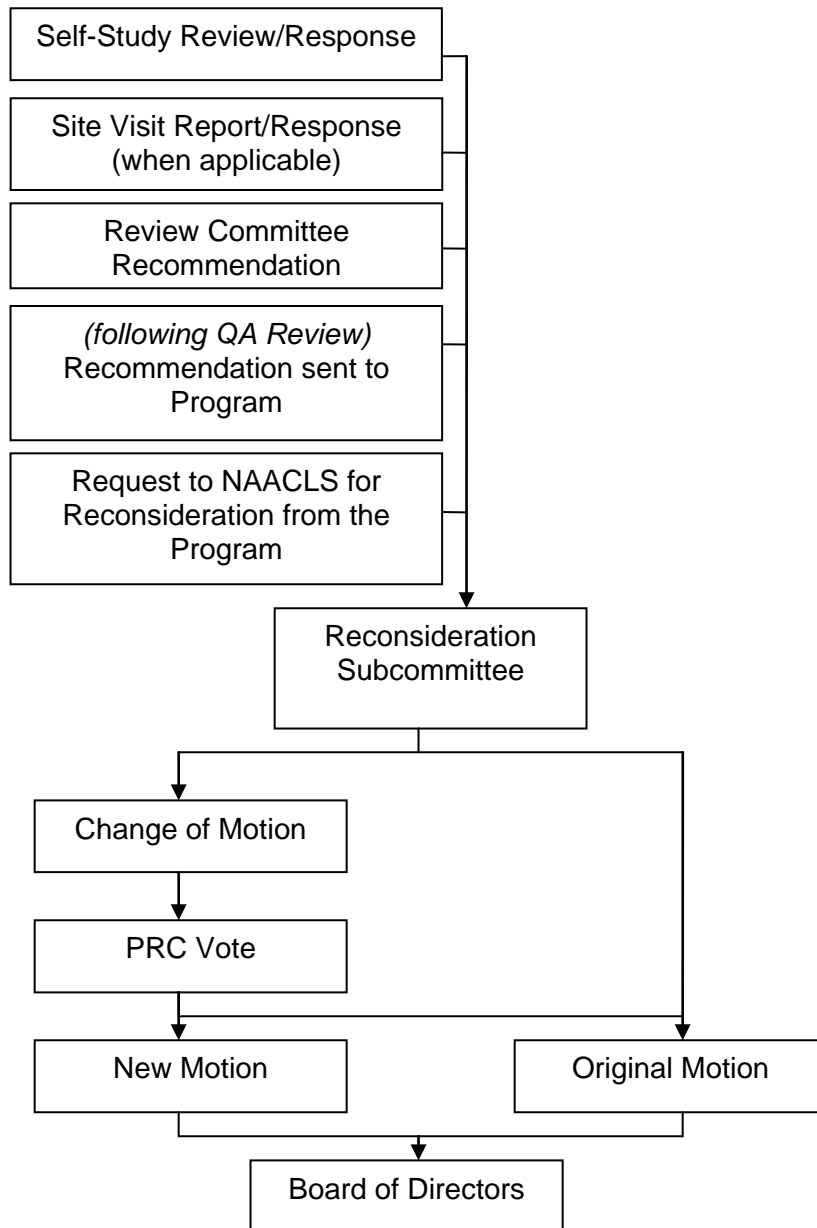 Self-Study Review/Response
Site Visit Report/Response
(when applicable)
Review Committee
Recommendation
(following QA Review)
Recommendation sent to
Program
Request to NAACLS for
Reconsideration from the
Program
Reconsideration
Subcommittee
Change of Motion
PRC Vote
New Motion
Original Motion
Board of Directors